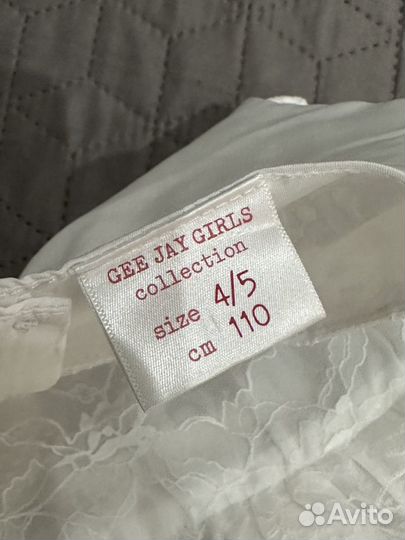 GEE JAY GIRLS
collection
size 4/5
cm 110
Avito